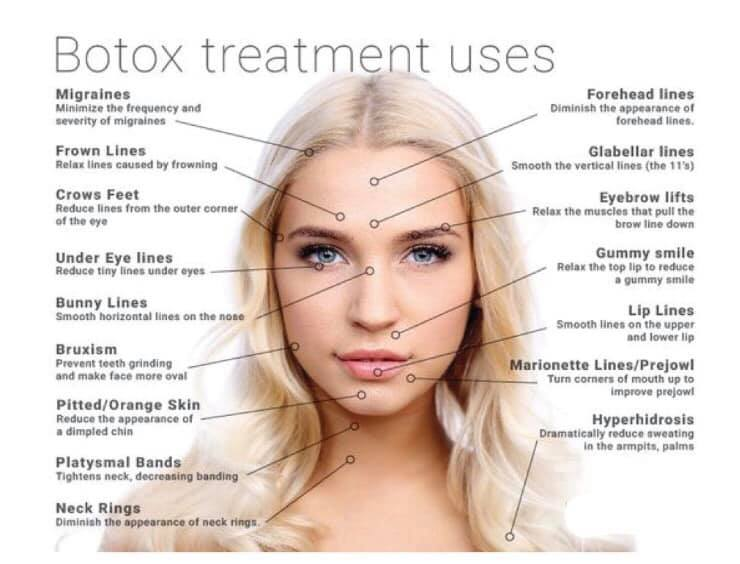 Botox treatment uses
Migraines
Minimize the frequency and
severity of migraines
Frown Lines
Relax lines caused by frowning
Crows Feet
Reduce lines from the outer corner
of the eye
Under Eye lines
Reduce tiny lines under eyes
Bunny Lines
Smooth horizontal lines on the nose
Bruxism
Prevent teeth grinding
and make face more oval
Pitted/Orange Skin
Reduce the appearance of
a dimpled chin
Platysmal Bands
Tightens neck, decreasing banding
Neck Rings
Diminish the appearance of neck rings.
Forehead lines
Diminish the appearance of
forehead lines.
Glabellar lines
Smooth the vertical lines (the 11's)
Eyebrow lifts
Relax the muscles that pull the
brow line down
Gummy smile
Relax the top lip to reduce
a gummy smile
Lip Lines
Smooth lines on the upper
and lower lip
Marionette Lines/Prejowl
Turn corners of mouth up to
improve prejowl
Hyperhidrosis
Dramatically reduce sweating
in the armpits, palms